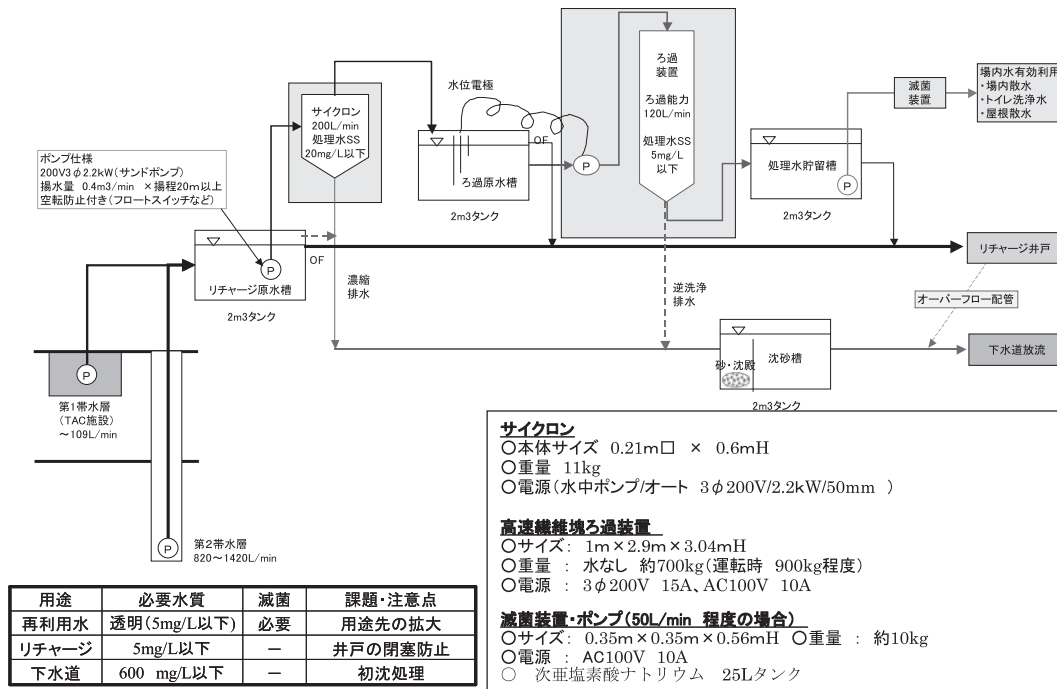 サイクロン
200L/min
処理水SS
20mg/L以下
水位電極
OF
ろ過原水槽
2m3タンク
P
ろ過
装置
ろ過能力
120L/min
処理水SS
5mg/L
以下
処理水貯留槽
P
2m3タンク
滅菌
装置
場内水有効利用
・場内散水
・トイレ洗浄水
・屋根散水
ポンプ仕様
200V3φ2.2kW(サンドポンプ)
揚水量 0.4m3/min ×揚程20m以上
空転防止付き(フロートスイッチなど)
P
リチャージ原水槽
OF
2m3タンク
濃縮
排水
逆洗浄
排水
リチャージ井戸
オーバーフロー配管
下水道放流
砂・沈殿
沈砂槽
2m3タンク
P
第1帯水層
(TAC施設)
～109L/min
P
第2帯水層
820～1420L/min
サイクロン
○本体サイズ 0.21m□ × 0.6mH
○重量 11kg
○電源(水中ポンプ/オート 3φ200V/2.2kW/50mm )
高速繊維塊ろ過装置
○サイズ: 1m×2.9m×3.04mH
○重量: 水なし 約700kg(運転時 900kg程度)
○電源: 3φ200V 15A、AC100V 10A
滅菌装置・ポンプ(50L/min 程度の場合)
○サイズ: 0.35m×0.35m×0.56mH ○重量 : 約10kg
○電源: AC100V 10A
○ 次亜塩素酸ナトリウム 25Lタンク
用途 必要水質 滅菌 課題・注意点
再利用水 透明(5mg/L以下) 必要 用途先の拡大
リチャージ 5mg/L以下 － 井戸の閉塞防止
下水道 600 mg/L以下 － 初沈処理